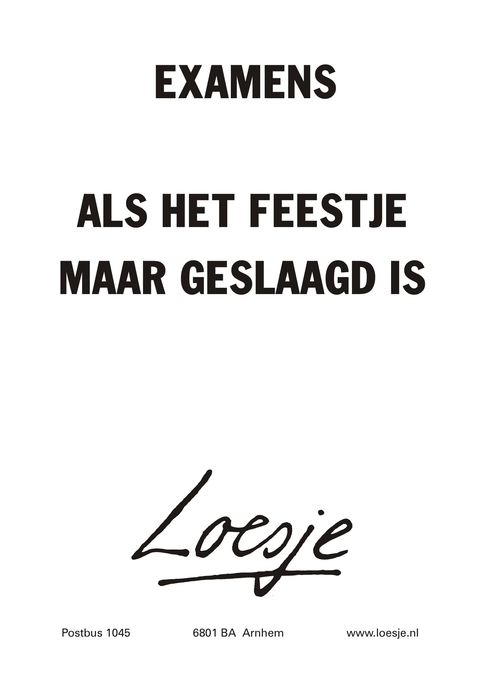 EXAMENS
ALS HET FEESTJE
MAAR GESLAAGD IS
Loesje
Postbus 1045 6801 BA Arnhem www.loesje.nl